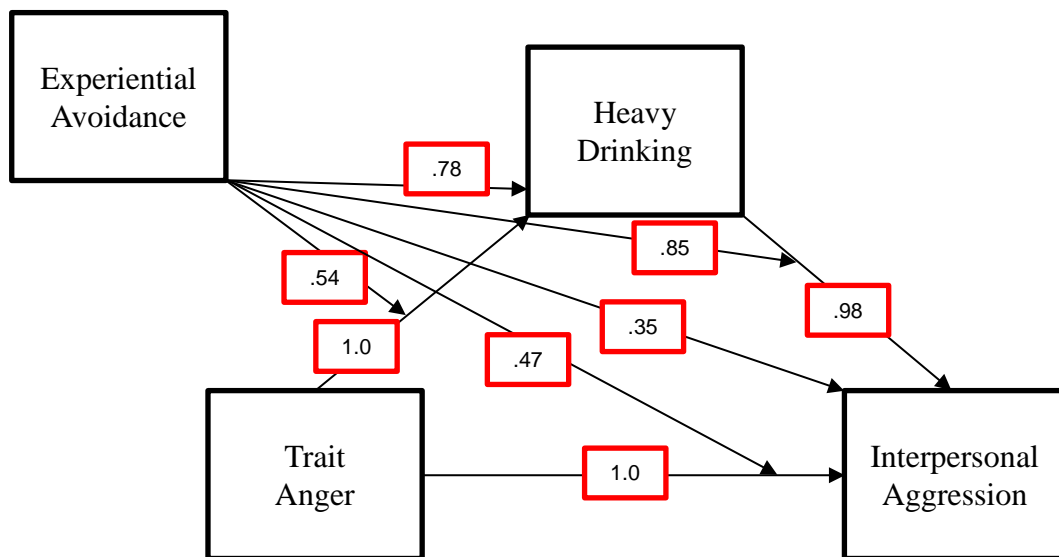 Experiential
Avoidance
Heavy
Drinking
.78
.85
.54
.98
.35
1.0
.47
Trait
Anger
1.0
Interpersonal
Aggression